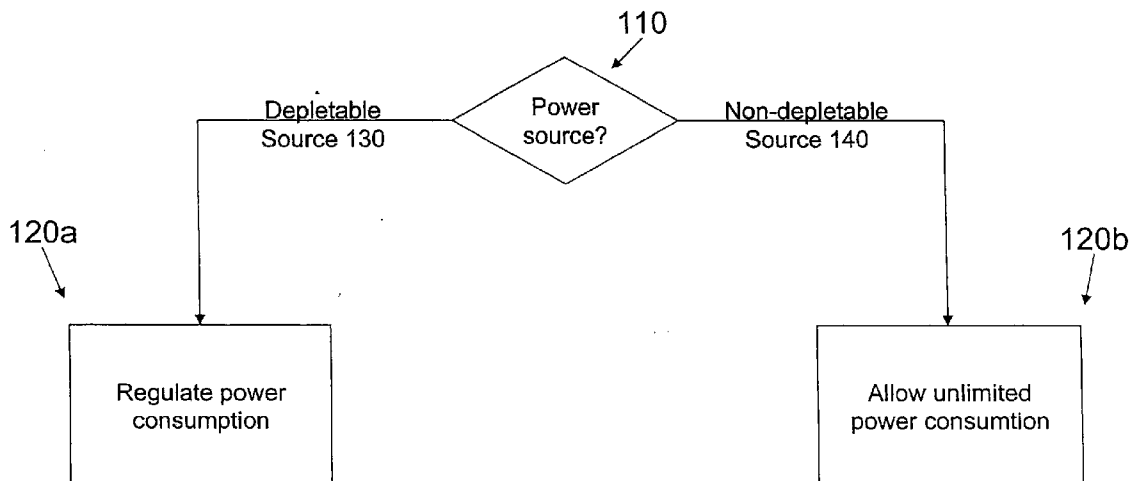 110
Power
source?
Depletable
Source 130
Non-depletable
Source 140
120a
120b
Regulate power
consumption
Allow unlimited
power consumtion